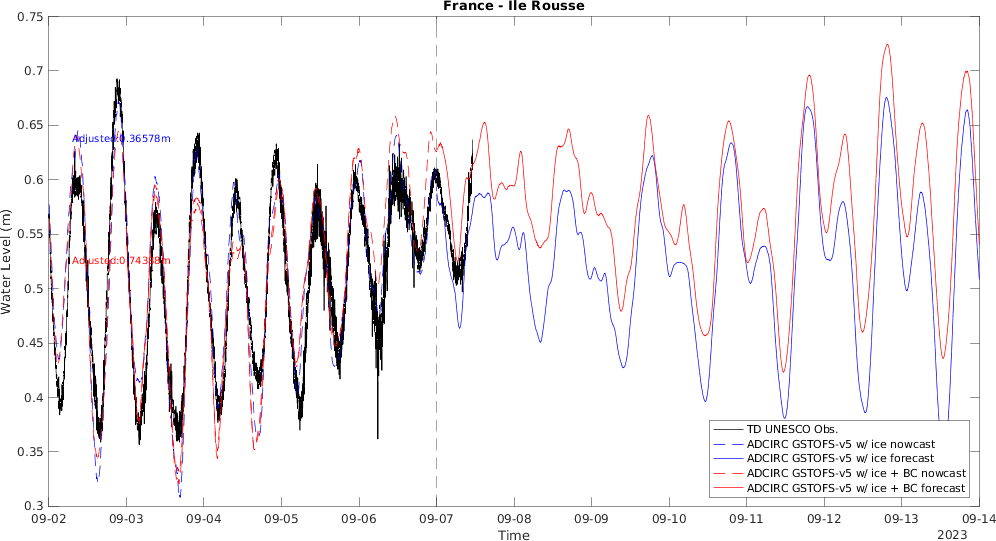 France - Ile Rousse
Water Level (m)
0.75
0.7
0.65
0.6
0.55
0.5
0.45
0.4
0.35
0.3
Adjusted:0.36578m
TD UNESCO Obs.
ADCIRC GSTOFS-v5 w/ ice nowcast
ADCIRC GSTOFS-v5 w/ ice forecast
ADCIRC GSTOFS-v5 w/ ice + BC nowcast
ADCIRC GSTOFS-v5 w/ ice + BC forecast
09-02 09-03 09-04 09-05 09-06 09-07 09-08 09-09 09-10 09-11 09-12 09-13 09-14
Time
2023